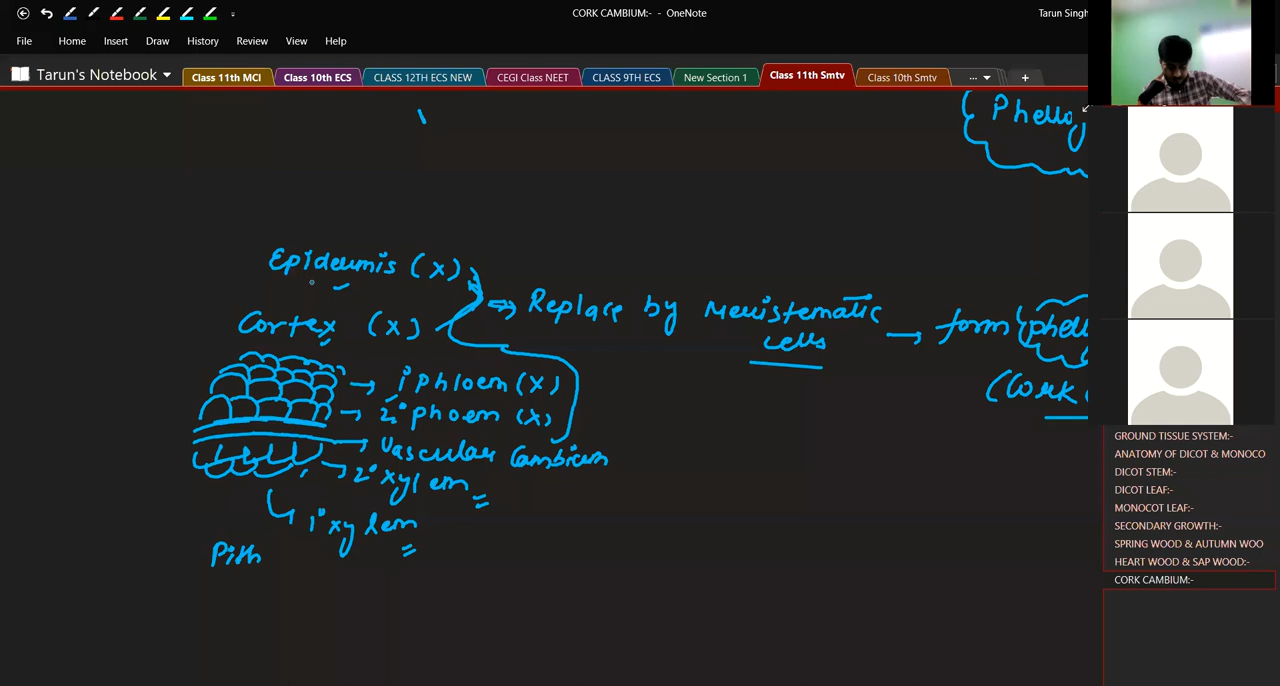 CORK CAMBIUM:- - OneNote
Tarun Singh
File Home Insert Draw History Review View Help
Tarun's Notebook
Class 11th MCI Class 10th ECS CLASS 12TH ECS NEW CEGI Class NEET CLASS 9TH ECS New Section 1 Class 11th Smtv Class 10th Smtv ... +
{ Phellog
Epidermis (x)
Replace by Meristematic cells → form {phell
Cortex (x)
(Cork
→ 1° Phloem (x)
→ 2° phoem (x)
→ Vascular Cambium
→ 2° xylem
1° xylem
Pith
GROUND TISSUE SYSTEM:-
ANATOMY OF DICOT & MONOCO
DICOT STEM:-
DICOT LEAF:-
MONOCOT LEAF:-
SECONDARY GROWTH:-
SPRING WOOD & AUTUMN WOO
HEART WOOD & SAP WOOD:-
CORK CAMBIUM:-